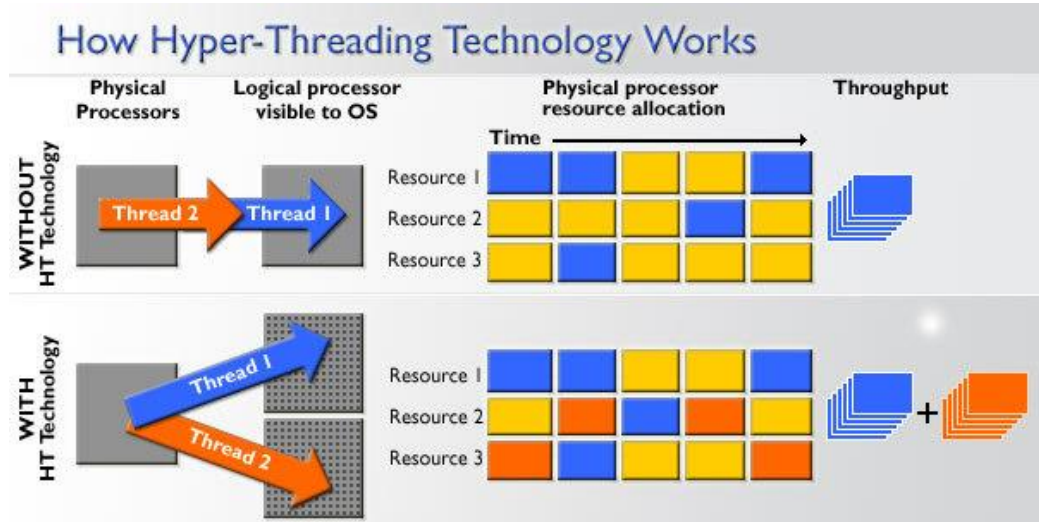 How Hyper-Threading Technology Works
Physical
Processors
Logical processor
visible to OS
Physical processor
resource allocation
Throughput
Time
WITHOUT
HT Technology
Thread 2
Thread 1
Resource 1
Resource 2
Resource 3
WITH
HT Technology
Thread 1
Thread 2
Resource 1
Resource 2
Resource 3
+